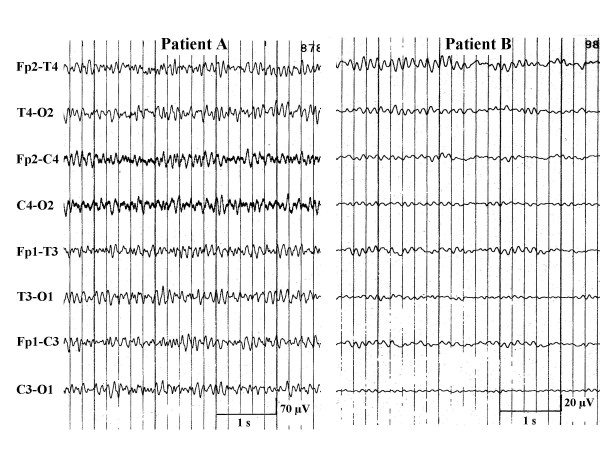 Patient A
878
Patient B
98
Fp2-T4
T4-O2
Fp2-C4
C4-O2
Fp1-T3
T3-O1
Fp1-C3
C3-O1
70 µV
1 s
20 µV
1 s